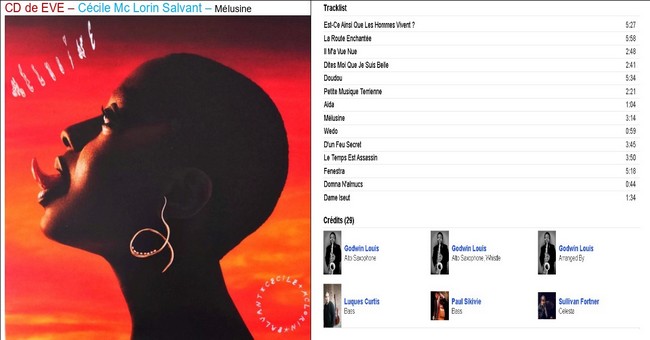 CD de EVE – Cécile Mc Lorin Salvant – Mélusine
MÉLUSINE
CÉCILE MCLORIN SALVANT
Tracklist
Est-Ce Ainsi Que Les Hommes Vivent ? 5:27
La Route Enchantée 5:58
Il M'a Vue Nue 2:48
Dites Moi Que Je Suis Belle 2:41
Doudou 5:34
Petite Musique Terrienne 2:21
Aida 1:04
Mélusine 3:14
Wedo 0:59
D'un Feu Secret 3:45
Le Temps Est Assassin 3:50
Fenestra 5:18
Domna N'almucs 0:44
Dame Iseut 1:34
Crédits (29)
Godwin Louis
Alto Saxophone
Godwin Louis
Alto Saxophone, Whistle
Godwin Louis
Arranged By
Luques Curtis
Bass
Paul Sikivie
Bass
Sullivan Fortner
Celesta